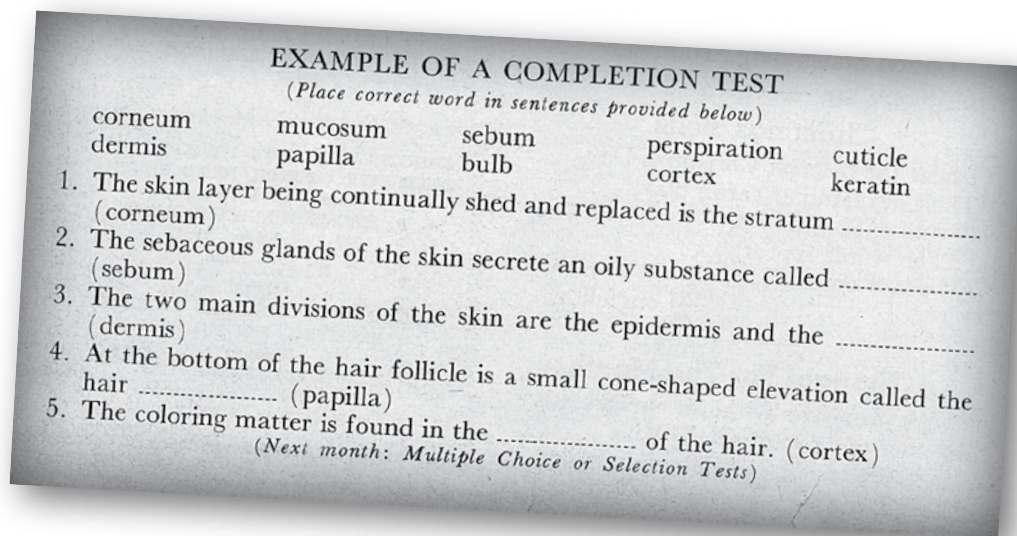 EXAMPLE OF A COMPLETION TEST
(Place correct word in sentences provided below)
corneum mucosum sebum perspiration cuticle
dermis papilla bulb cortex keratin
1. The skin layer being continually shed and replaced is the stratum ....................
(corneum)
2. The sebaceous glands of the skin secrete an oily substance called ....................
(sebum)
3. The two main divisions of the skin are the epidermis and the ....................
(dermis)
4. At the bottom of the hair follicle is a small cone-shaped elevation called the
hair .................... (papilla)
5. The coloring matter is found in the .................... of the hair. (cortex)
(Next month: Multiple Choice or Selection Tests)